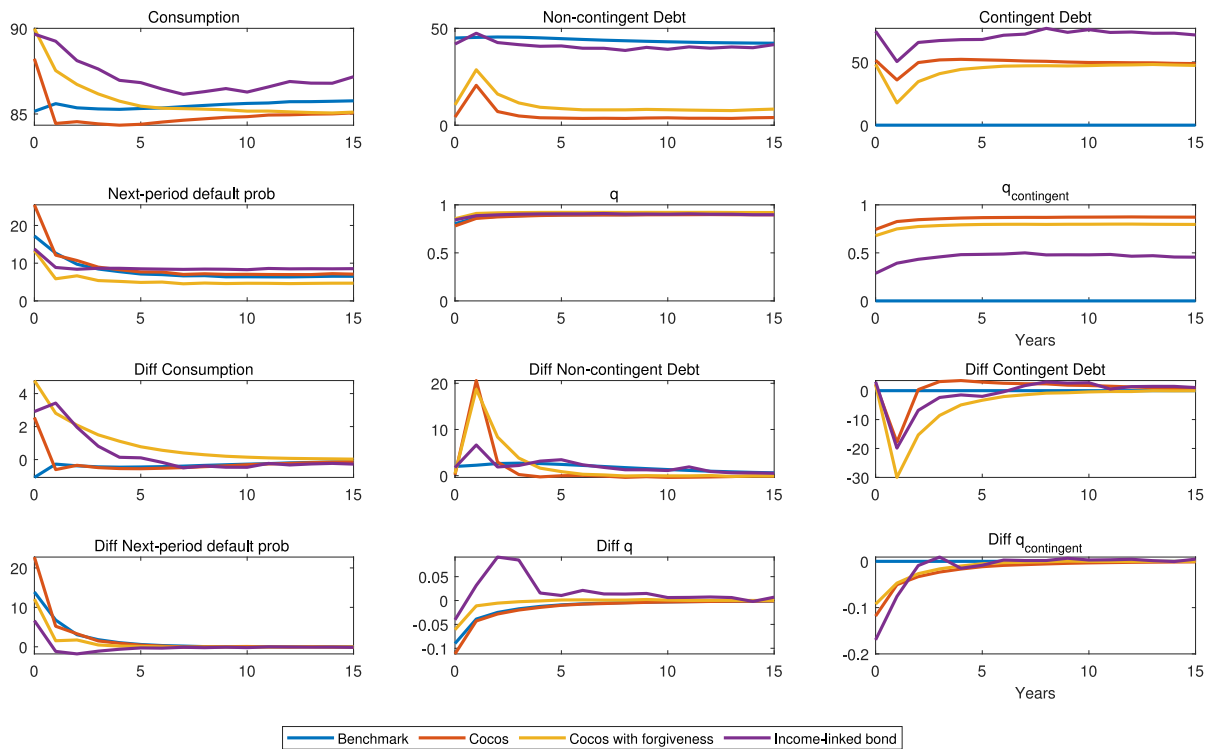 Consumption
Non-contingent Debt
Contingent Debt
90
85
0 5 10 15
50
0
0 5 10 15
50
0
0 5 10 15
Next-period default prob
q
q contingent
20
10
0
0 5 10 15
1
0.5
0
0 5 10 15
1
0.5
0
0 5 10 15
Years
Diff Consumption
Diff Non-contingent Debt
Diff Contingent Debt
4
2
0
0 5 10 15
20
10
0
0 5 10 15
0
-10
-20
-30
0 5 10 15
Diff Next-period default prob
Diff q
Diff q contingent
20
10
0
0 5 10 15
0.05
0
-0.05
-0.1
0 5 10 15
0
-0.1
-0.2
0 5 10 15
Years
Benchmark Cocos Cocos with forgiveness Income-linked bond